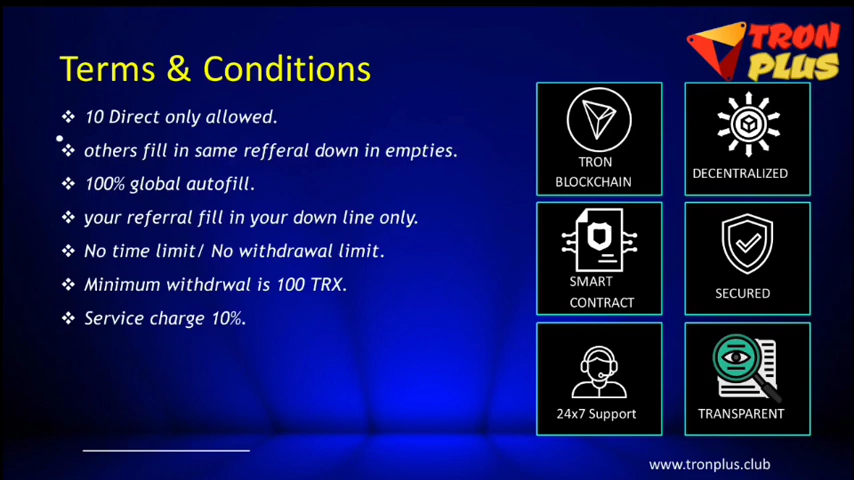 TRON
PLUS
Terms & Conditions
❖ 10 Direct only allowed.
❖ others fill in same refferal down in empties.
❖ 100% global autofill.
❖ your referral fill in your down line only.
❖ No time limit/ No withdrawal limit.
❖ Minimum withdrwal is 100 TRX.
❖ Service charge 10%.
TRON
BLOCKCHAIN
DECENTRALIZED
SMART
CONTRACT
SECURED
24x7 Support
TRANSPARENT
www.tronplus.club